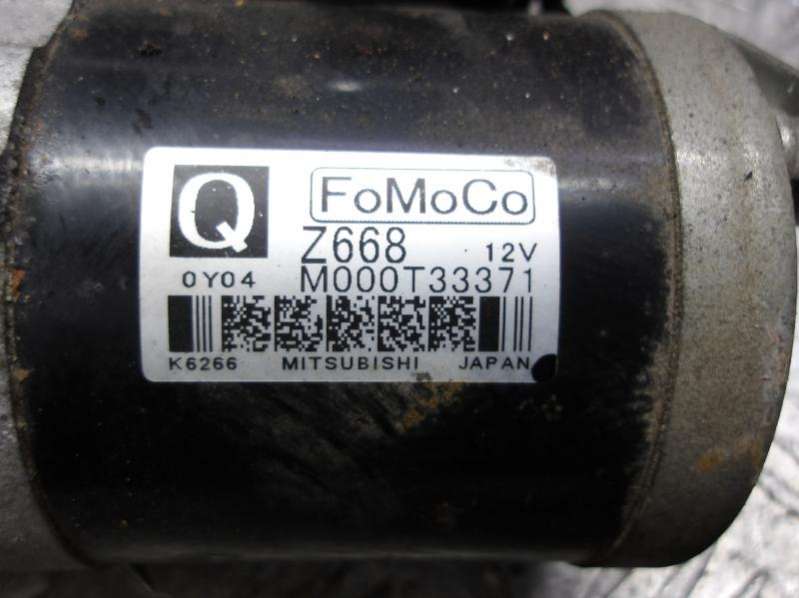 Q FoMoCo
Z668 12V
0Y04 M000T33371
K6266 MITSUBISHI JAPAN